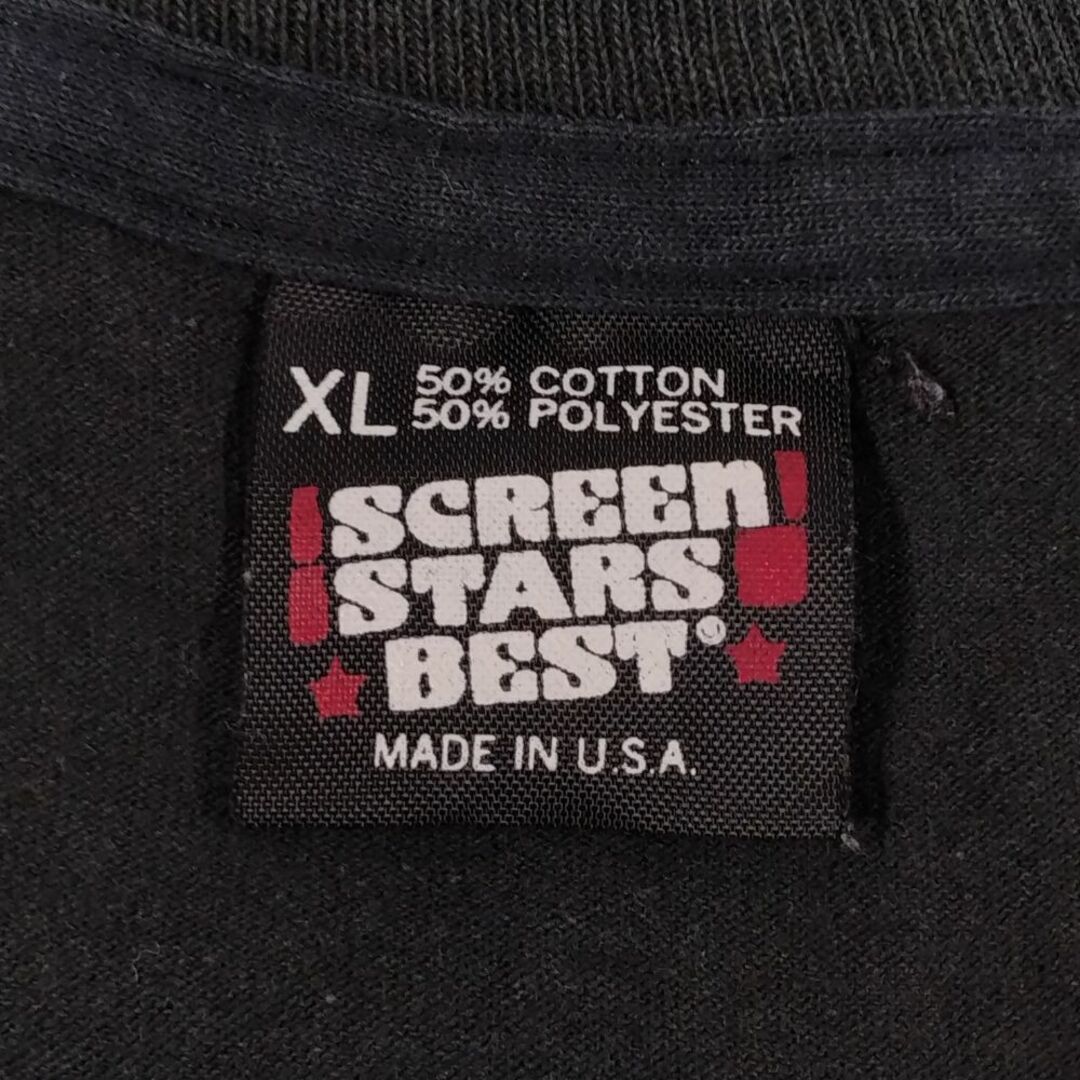 XL 50% COTTON
50% POLYESTER
SCREEN
STARS
BEST®
MADE IN U.S.A.